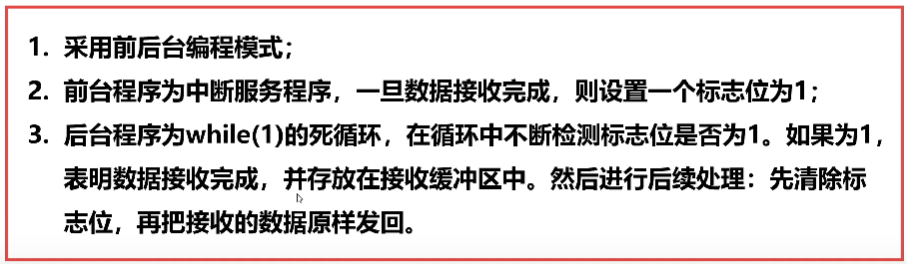 1. 采用前后台编程模式；
2. 前台程序为中断服务程序，一旦数据接收完成，则设置一个标志位为1；
3. 后台程序为while(1)的死循环，在循环中不断检测标志位是否为1。如果为1，
表明数据接收完成，并存放在接收缓冲区中。然后进行后续处理：先清除标
志位，再把接收的数据原样发回。